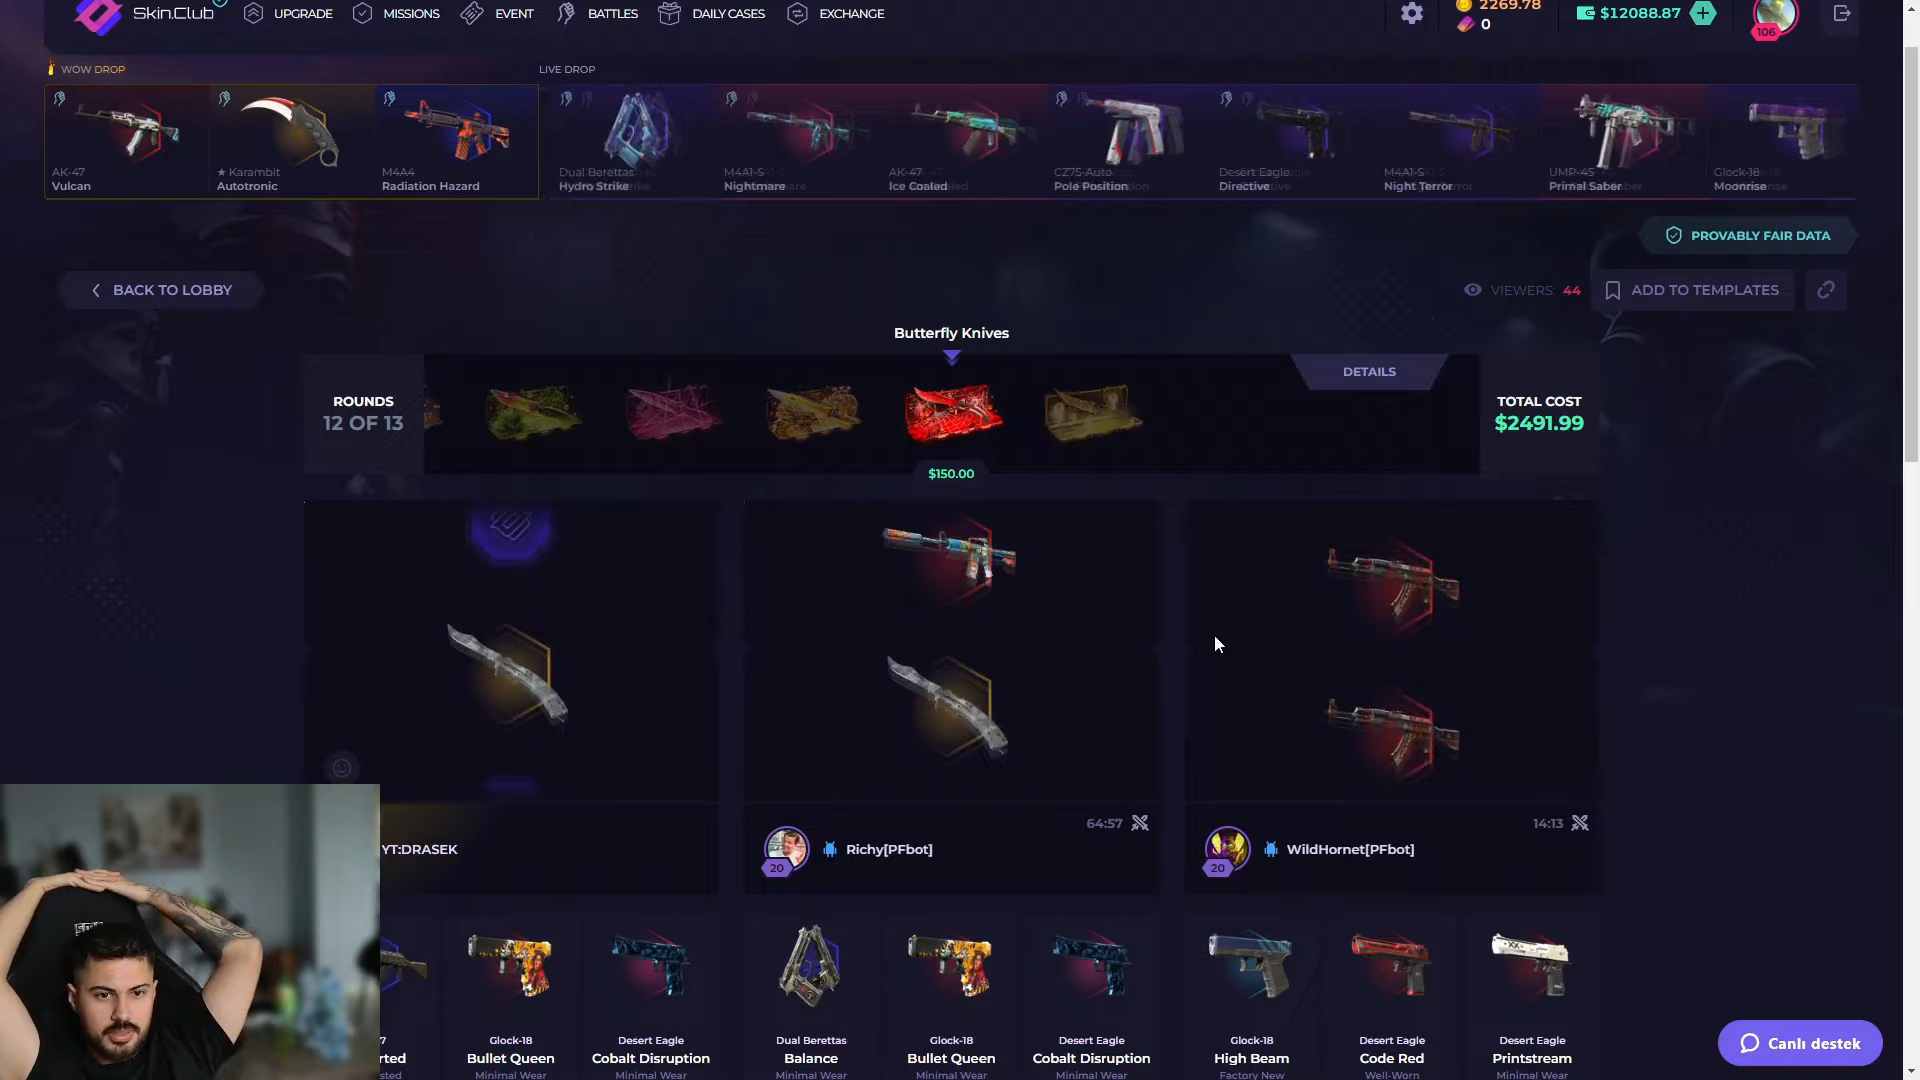 Skin.Club
UPGRADE
MISSIONS
EVENT
BATTLES
DAILY CASES
EXCHANGE
2269.78
0
$12088.87
106
WOW DROP
LIVE DROP
AK-47
Vulcan
★ Karambit
Autotronic
M4A4
Radiation Hazard
Dual Berettas
Hydro Strike
M4A1-S
Nightmare
AK-47
Ice Coaled
CZ75-Auto
Pole Position
Desert Eagle
Directive
M4A1-S
Night Terror
UMP-45
Primal Saber
Glock-18
Moonrise
PROVABLY FAIR DATA
BACK TO LOBBY
VIEWERS: 44
ADD TO TEMPLATES
Butterfly Knives
ROUNDS
12 OF 13
DETAILS
TOTAL COST
$2491.99
$150.00
YT:DRASEK
64:57
20
Richy[PFbot]
14:13
20
WildHornet[PFbot]
7
rted
sted
Glock-18
Bullet Queen
Minimal Wear
Desert Eagle
Cobalt Disruption
Minimal Wear
Dual Berettas
Balance
Minimal Wear
Glock-18
Bullet Queen
Minimal Wear
Desert Eagle
Cobalt Disruption
Minimal Wear
Glock-18
High Beam
Factory New
Desert Eagle
Code Red
Well-Worn
Desert Eagle
Printstream
Minimal Wear
Canlı destek